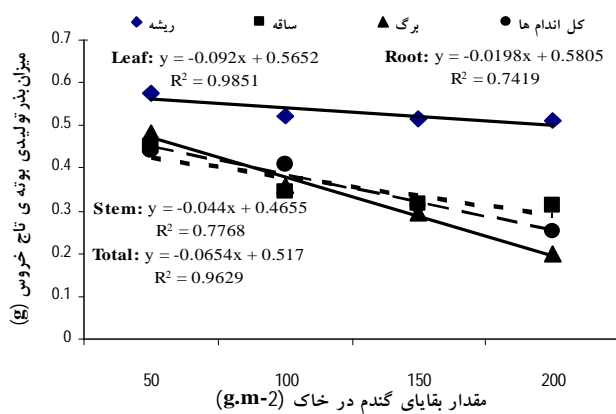 ریشه ساقه برگ کل اندام ها
0.7
0.6
0.5
0.4
0.3
0.2
0.1
0
Leaf: y = -0.092x + 0.5652
R² = 0.9851
Root: y = -0.0198x + 0.5805
R² = 0.7419
Stem: y = -0.044x + 0.4655
R² = 0.7768
Total: y = -0.0654x + 0.517
R² = 0.9629
میزان بذر تولیدی بوته ی تاج خروس (g)
50 100 150 200
مقدار بقایای گندم در خاک (g.m-2)